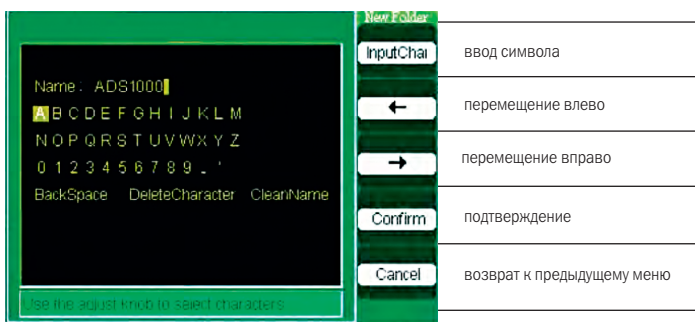 New Folder
InputChar
ввод символа
Name: ADS1000
A B C D E F G H I J K L M
←
перемещение влево
N O P Q R S T U V W X Y Z
0 1 2 3 4 5 6 7 8 9 _ '
→
перемещение вправо
BackSpace DeleteCharacter CleanName
Confirm
подтверждение
Cancel
возврат к предыдущему меню
Use the adjust knob to select characters